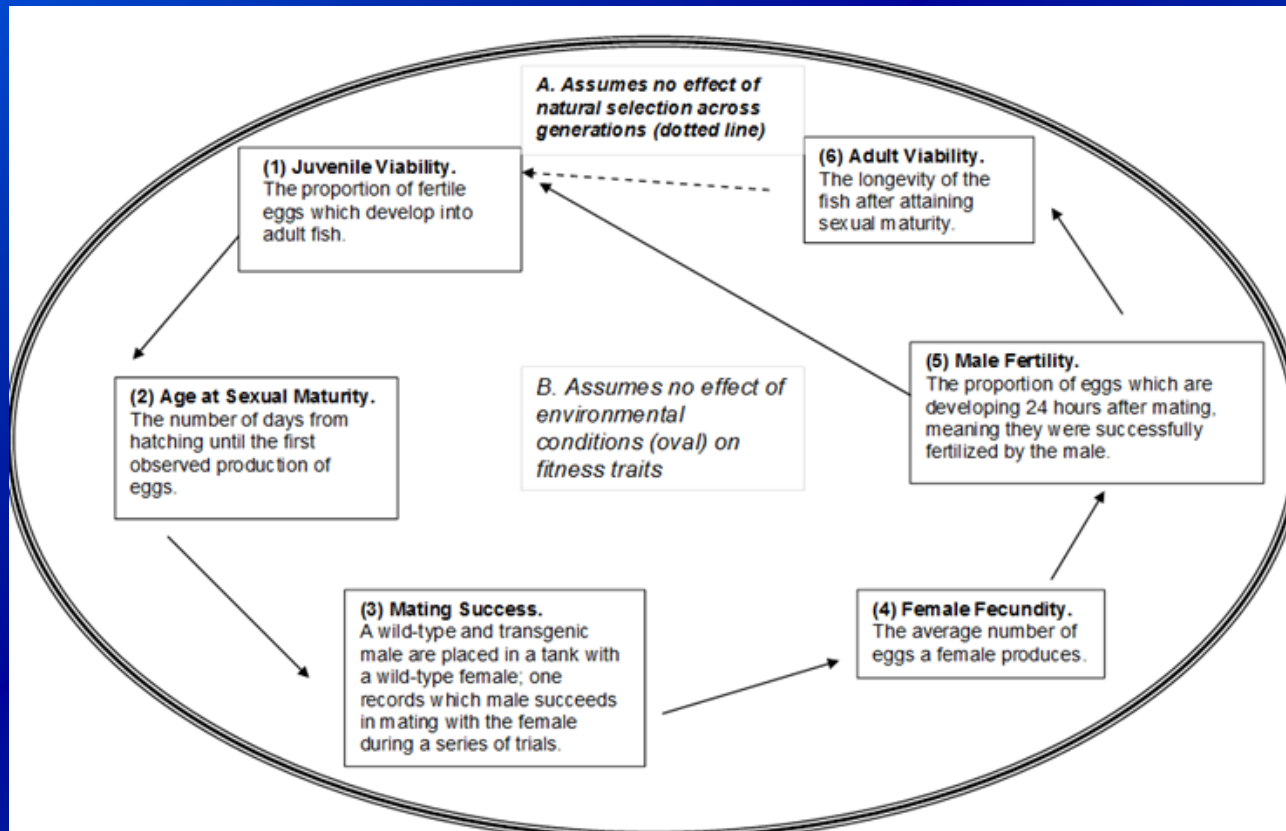 A. Assumes no effect of
natural selection across
generations (dotted line)
(1) Juvenile Viability.
The proportion of fertile
eggs which develop into
adult fish.
(6) Adult Viability.
The longevity of the
fish after attaining
sexual maturity.
(2) Age at Sexual Maturity.
The number of days from
hatching until the first
observed production of
eggs.
B. Assumes no effect of
environmental
conditions (oval) on
fitness traits
(5) Male Fertility.
The proportion of eggs which are
developing 24 hours after mating,
meaning they were successfully
fertilized by the male.
(3) Mating Success.
A wild-type and transgenic
male are placed in a tank with
a wild-type female; one
records which male succeeds
in mating with the female
during a series of trials.
(4) Female Fecundity.
The average number of
eggs a female produces.